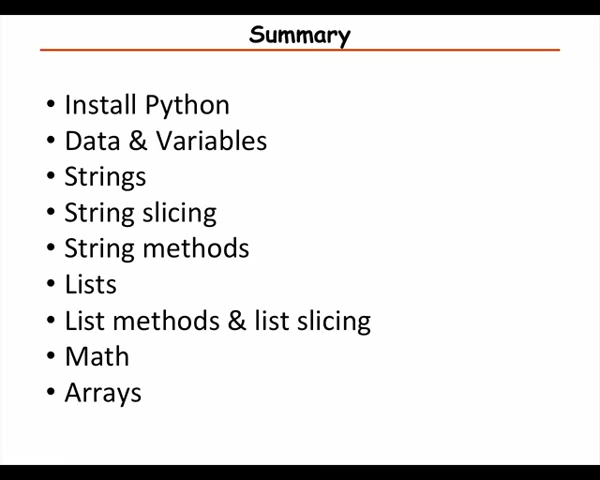 Summary
• Install Python
• Data & Variables
• Strings
• String slicing
• String methods
• Lists
• List methods & list slicing
• Math
• Arrays